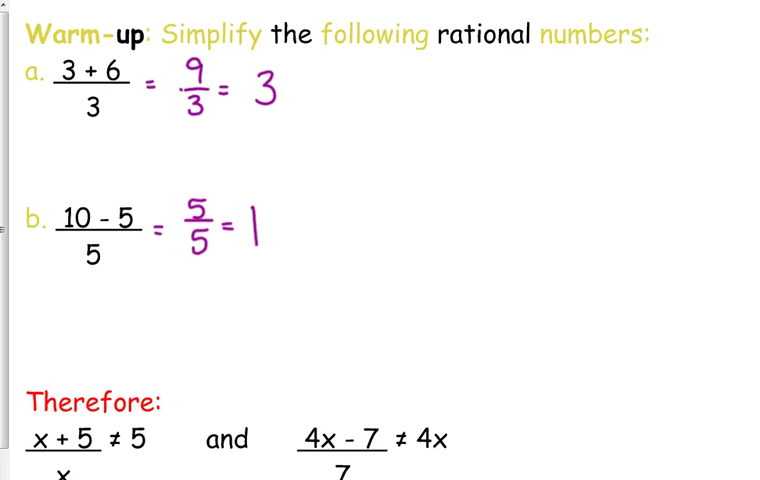 Warm-up: Simplify the following rational numbers:
a. 3 + 6 / 3 = 9 / 3 = 3
b. 10 - 5 / 5 = 5 / 5 = 1
Therefore:
x + 5 / x ≠ 5 and 4x - 7 / 7 ≠ 4x